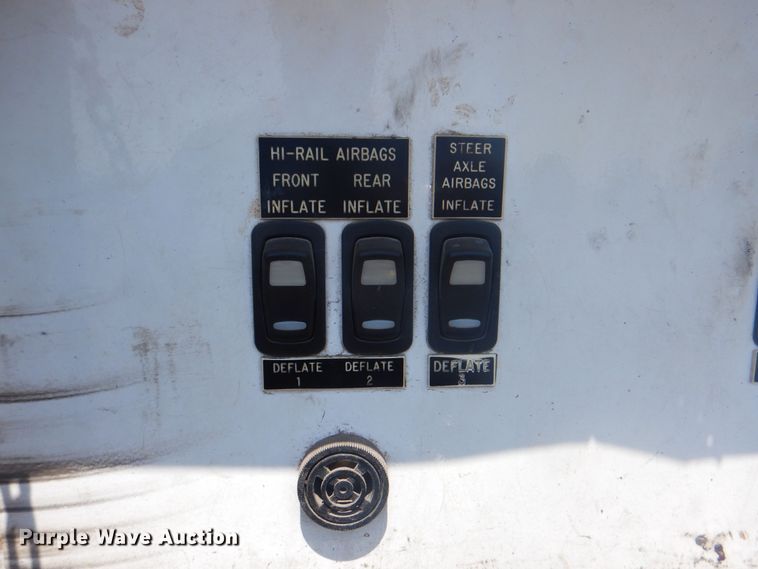 HI-RAIL AIRBAGS
FRONT REAR
INFLATE INFLATE
STEER
AXLE
AIRBAGS
INFLATE
DEFLATE DEFLATE
1 2
DEFLATE
3
Purple Wave Auction